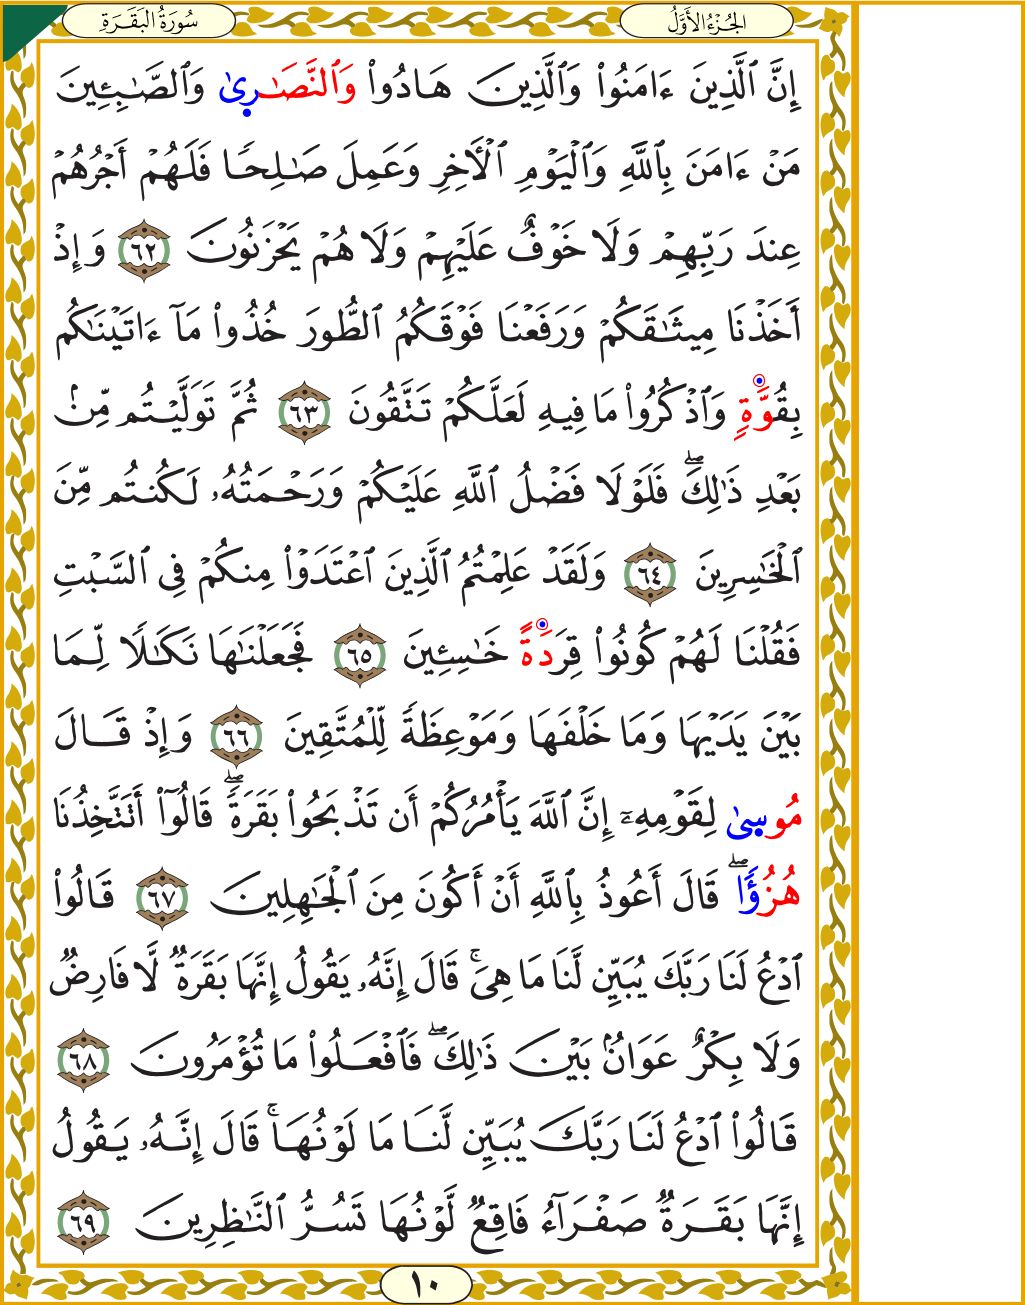 سُورَةُ الْبَقَرَةِ
الجُزْءُ الأَوَّلُ
إِنَّ ٱلَّذِينَ ءَامَنُوا۟ وَٱلَّذِينَ هَادُوا۟ وَٱلنَّصَـٰرِىٰ وَٱلصَّـٰبِـِٔينَ
مَنْ ءَامَنَ بِٱللَّهِ وَٱلْيَوْمِ ٱلْأَخِرِ وَعَمِلَ صَـٰلِحًا فَلَهُمْ أَجْرُهُمْ
عِندَ رَبِّهِمْ وَلَا خَوْفٌ عَلَيْهِمْ وَلَا هُمْ يَحْزَنُونَ ٦٢ وَإِذْ
أَخَذْنَا مِيثَـٰقَكُمْ وَرَفَعْنَا فَوْقَكُمُ ٱلطُّورَ خُذُوا۟ مَآ ءَاتَيْنَـٰكُم
بِقُوَّةٍ وَٱذْكُرُوا۟ مَا فِيهِ لَعَلَّكُمْ تَتَّقُونَ ٦٣ ثُمَّ تَوَلَّيْتُم مِّنۢ
بَعْدِ ذَٰلِكَ ۖ فَلَوْلَا فَضْلُ ٱللَّهِ عَلَيْكُمْ وَرَحْمَتُهُۥ لَكُنتُم مِّنَ
ٱلْخَـٰسِرِينَ ٦٤ وَلَقَدْ عَلِمْتُمُ ٱلَّذِينَ ٱعْتَدَوْا۟ مِنكُمْ فِى ٱلسَّبْتِ
فَقُلْنَا لَهُمْ كُونُوا۟ قِرَدَةً خَـٰسِـِٔينَ ٦٥ فَجَعَلْنَـٰهَا نَكَـٰلًا لِّمَا
بَيْنَ يَدَيْهَا وَمَا خَلْفَهَا وَمَوْعِظَةً لِّلْمُتَّقِينَ ٦٦ وَإِذْ قَالَ
مُوسِىٰ لِقَوْمِهِۦٓ إِنَّ ٱللَّهَ يَأْمُرُكُمْ أَن تَذْبَحُوا۟ بَقَرَةً ۖ قَالُوٓا۟ أَتَتَّخِذُنَا
هُزُؤًا ۖ قَالَ أَعُوذُ بِٱللَّهِ أَنْ أَكُونَ مِنَ ٱلْجَـٰهِلِينَ ٦٧ قَالُوا۟
ٱدْعُ لَنَا رَبَّكَ يُبَيِّن لَّنَا مَا هِىَ ۚ قَالَ إِنَّهُۥ يَقُولُ إِنَّهَا بَقَرَةٌ لَّا فَارِضٌ
وَلَا بِكْرٌ عَوَانٌۢ بَيْنَ ذَٰلِكَ ۖ فَٱفْعَلُوا۟ مَا تُؤْمَرُونَ ٦٨
قَالُوا۟ ٱدْعُ لَنَا رَبَّكَ يُبَيِّن لَّنَا مَا لَوْنُهَا ۚ قَالَ إِنَّهُۥ يَقُولُ
إِنَّهَا بَقَرَةٌ صَفْرَآءُ فَاقِعٌ لَّوْنُهَا تَسُرُّ ٱلنَّـٰظِرِينَ ٦٩
١٠